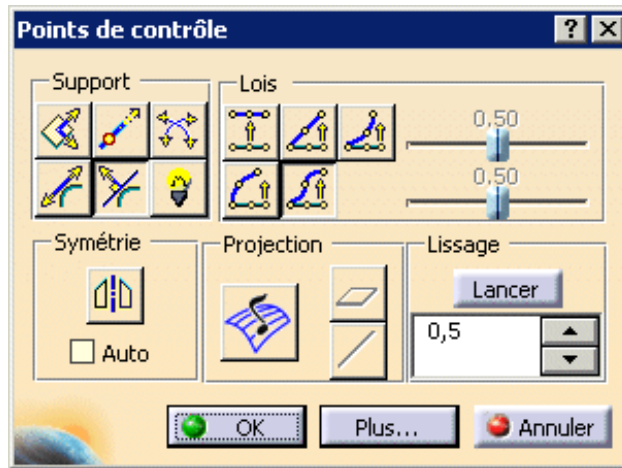 Points de contrôle
Support
Lois
0,50
0,50
Symétrie
Projection
Lissage
Lancer
0,5
Auto
OK
Plus...
Annuler